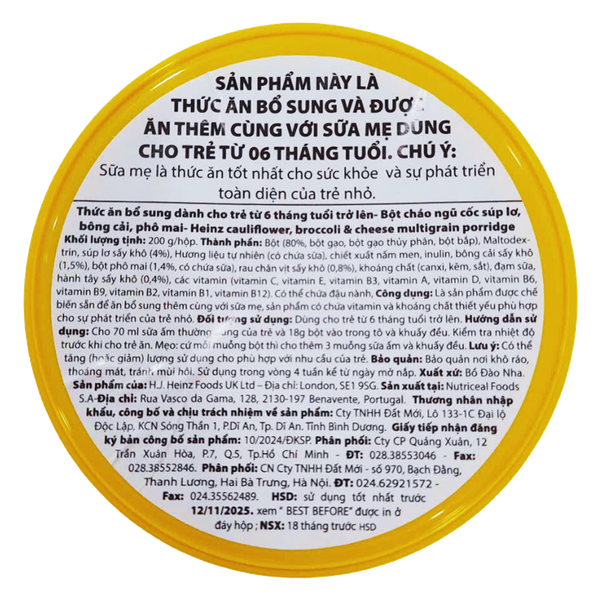 SẢN PHẨM NÀY LÀ
THỨC ĂN BỔ SUNG VÀ ĐƯỢC
ĂN THÊM CÙNG VỚI SỮA MẸ DÙNG
CHO TRẺ TỪ 06 THÁNG TUỔI. CHÚ Ý:
Sữa mẹ là thức ăn tốt nhất cho sức khỏe và sự phát triển
toàn diện của trẻ nhỏ.
Thức ăn bổ sung dành cho trẻ từ 6 tháng tuổi trở lên- Bột cháo ngũ cốc súp lơ,
bông cải, phô mai- Heinz cauliflower, broccoli & cheese multigrain porridge
Khối lượng tịnh: 200 g/hộp. Thành phần: Bột (80%, bột gạo, bột gạo thủy phân, bột bắp), Maltodex-
trin, súp lơ sấy khô (4%), Hương liệu tự nhiên (có chứa sữa), chiết xuất nấm men, inulin, bông cải sấy khô
(1,5%), bột phô mai (1,4%, có chứa sữa), rau chân vịt sấy khô (0,8%), khoáng chất (canxi, kẽm, sắt), đạm sữa,
hành tây sấy khô (0,4%), các vitamin (vitamin C, vitamin E, vitamin B3, vitamin A, vitamin D, vitamin B6,
vitamin B9, vitamin B2, vitamin B1, vitamin B12). Có thể chứa đậu nành, Công dụng: Là sản phẩm được chế
biến sẵn để ăn bổ sung thêm cùng với sữa mẹ, sản phẩm có chứa vitamin và khoáng chất thiết yếu phù hợp
cho sự phát triển của trẻ nhỏ. Đối tượng sử dụng: Dùng cho trẻ từ 6 tháng tuổi trở lên. Hướng dẫn sử
dụng: Cho 70 ml sữa ấm thường dùng của trẻ và 18g bột vào trong tô và khuấy đều. Kiểm tra nhiệt độ
trước khi cho trẻ ăn. Mẹo: cứ mỗi muỗng bột thì cho thêm 3 muỗng sữa ấm và khuấy đều. Lưu ý: Có thể
tăng (hoặc giảm) lượng sử dụng cho phù hợp với nhu cầu của trẻ. Bảo quản: Bảo quản nơi khô ráo,
thoáng mát, tránh mùi hôi. Sử dụng trong vòng 4 tuần kể từ ngày mở nắp. Xuất xứ: Bồ Đào Nha.
Sản phẩm của: H.J. Heinz Foods UK Ltd – Địa chỉ: London, SE1 9SG. Sản xuất tại: Nutriceal Foods
S.A-Địa chỉ: Rua Vasco da Gama, 128, 2130-197 Benavente, Portugal. Thương nhân nhập
khẩu, công bố và chịu trách nhiệm về sản phẩm: Cty TNHH Đất Mới, Lô 133-1C Đại lộ
Độc Lập, KCN Sóng Thần 1, P.Dĩ An, Tp. Dĩ An. Tỉnh Bình Dương. Giấy tiếp nhận đăng
ký bản công bố sản phẩm: 10/2024/ĐKSP. Phân phối: Cty CP Quảng Xuân, 12
Trần Xuân Hòa, P.7, Q.5, Tp.Hồ Chí Minh - ĐT: 028.38553046 - Fax:
028.38552846. Phân phối: CN Cty TNHH Đất Mới - số 970, Bạch Đằng,
Thanh Lương, Hai Bà Trưng, Hà Nội. ĐT: 024.62921572 -
Fax: 024.35562489. HSD: sử dụng tốt nhất trước
12/11/2025. xem " BEST BEFORE" được in ở
đáy hộp ; NSX: 18 tháng trước HSD